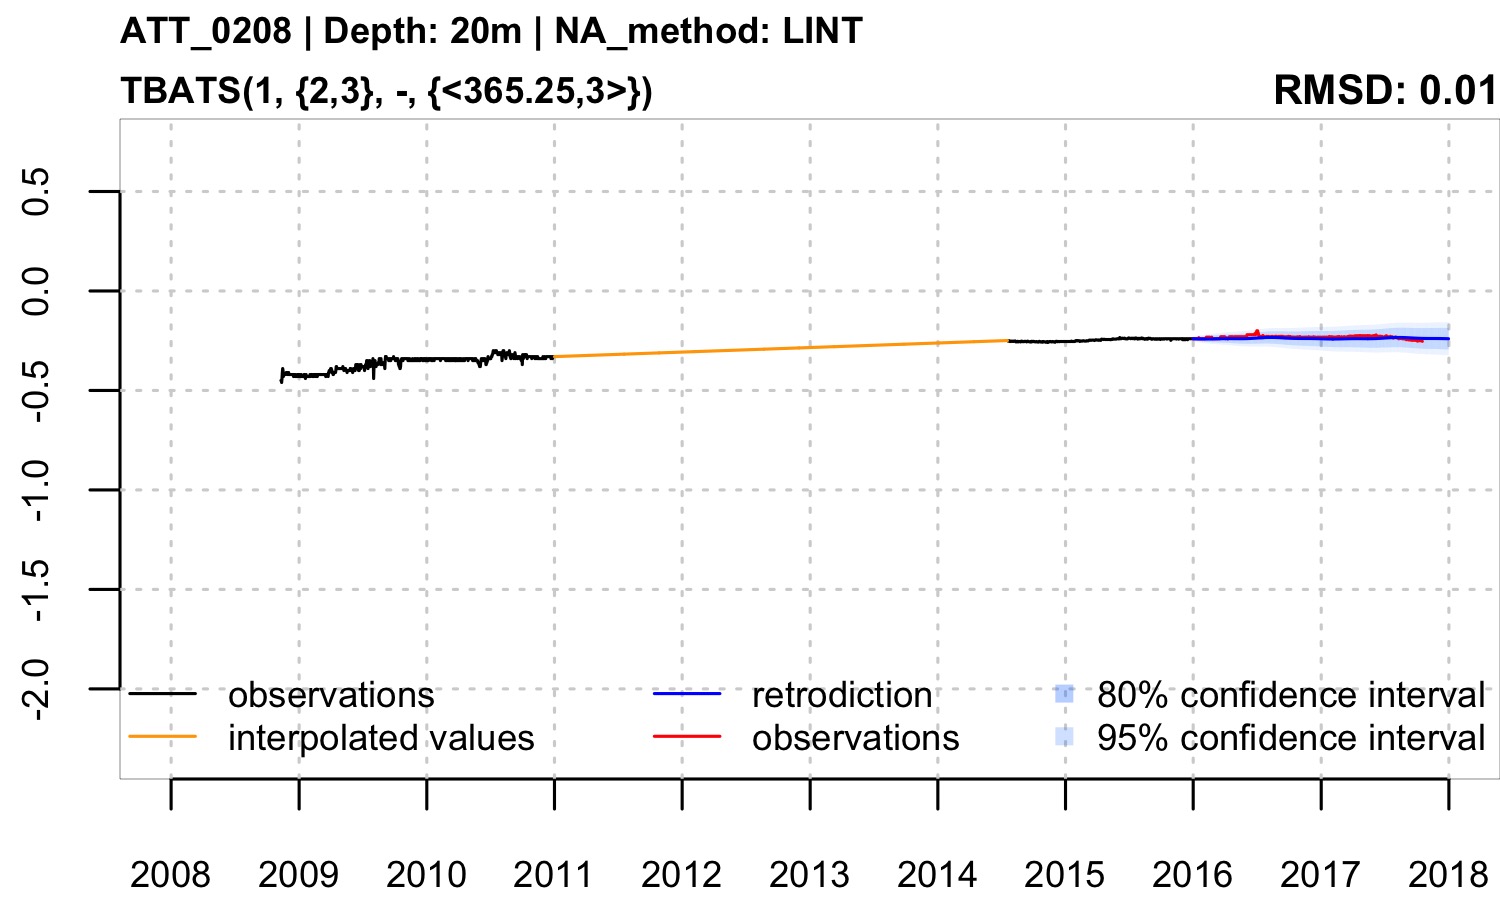 ATT_0208 | Depth: 20m | NA_method: LINT
TBATS(1, {2,3}, -, {<365.25,3>})
RMSD: 0.01
0.5
0.0
-0.5
-1.0
-1.5
-2.0
observations
retrodiction
80% confidence interval
interpolated values
observations
95% confidence interval
2008 2009 2010 2011 2012 2013 2014 2015 2016 2017 2018